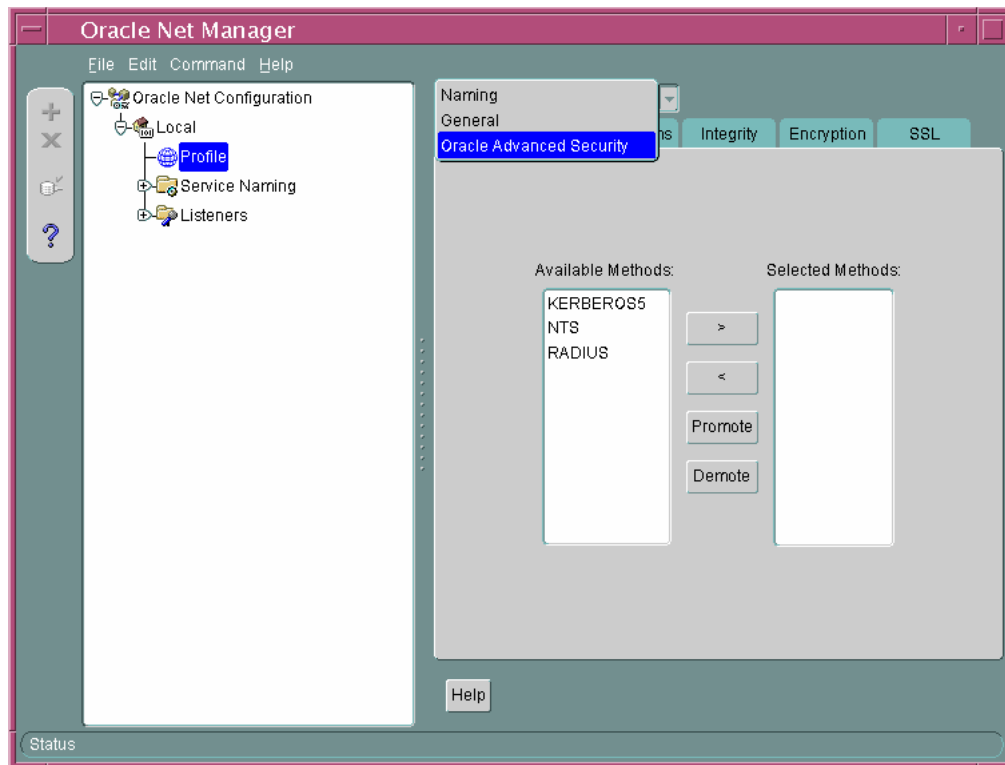 Oracle Net Manager
File Edit Command Help
Oracle Net Configuration
Local
Profile
Service Naming
Listeners
Naming
General
Oracle Advanced Security
Integrity
Encryption
SSL
Available Methods:
Selected Methods:
KERBEROS5
NTS
RADIUS
>
<
Promote
Demote
Help
Status